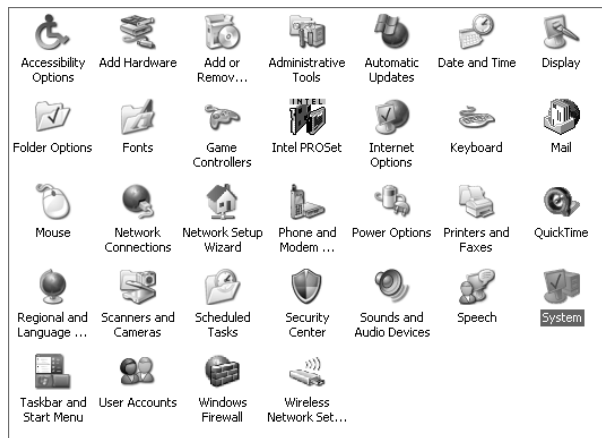 Accessibility Options
Add Hardware
Add or Remov...
Administrative Tools
Automatic Updates
Date and Time
Display
Folder Options
Fonts
Game Controllers
INTEL
Intel PROSet
Internet Options
Keyboard
Mail
Mouse
Network Connections
Network Setup Wizard
Phone and Modem ...
Power Options
Printers and Faxes
QuickTime
Regional and Language ...
Scanners and Cameras
Scheduled Tasks
Security Center
Sounds and Audio Devices
Speech
System
Taskbar and Start Menu
User Accounts
Windows Firewall
Wireless Network Set...